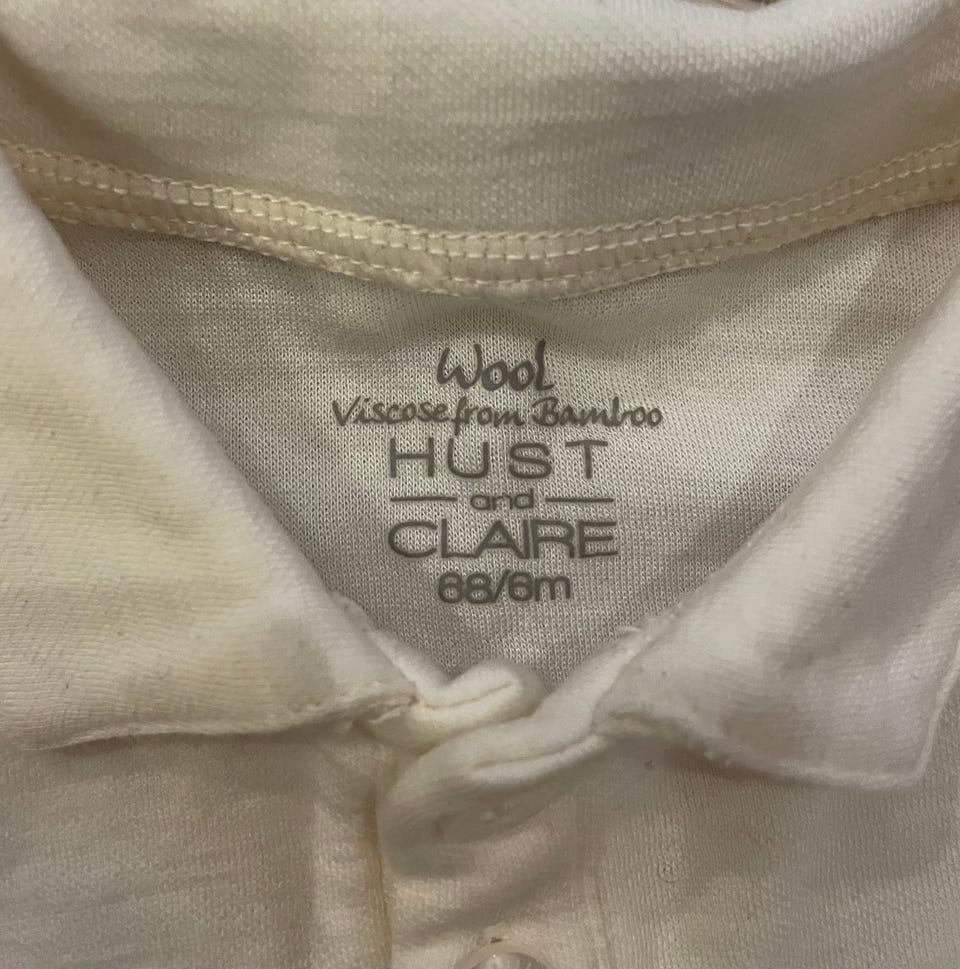 Wool
Viscose from Bamboo
HUST
and
CLAIRE
68/6m